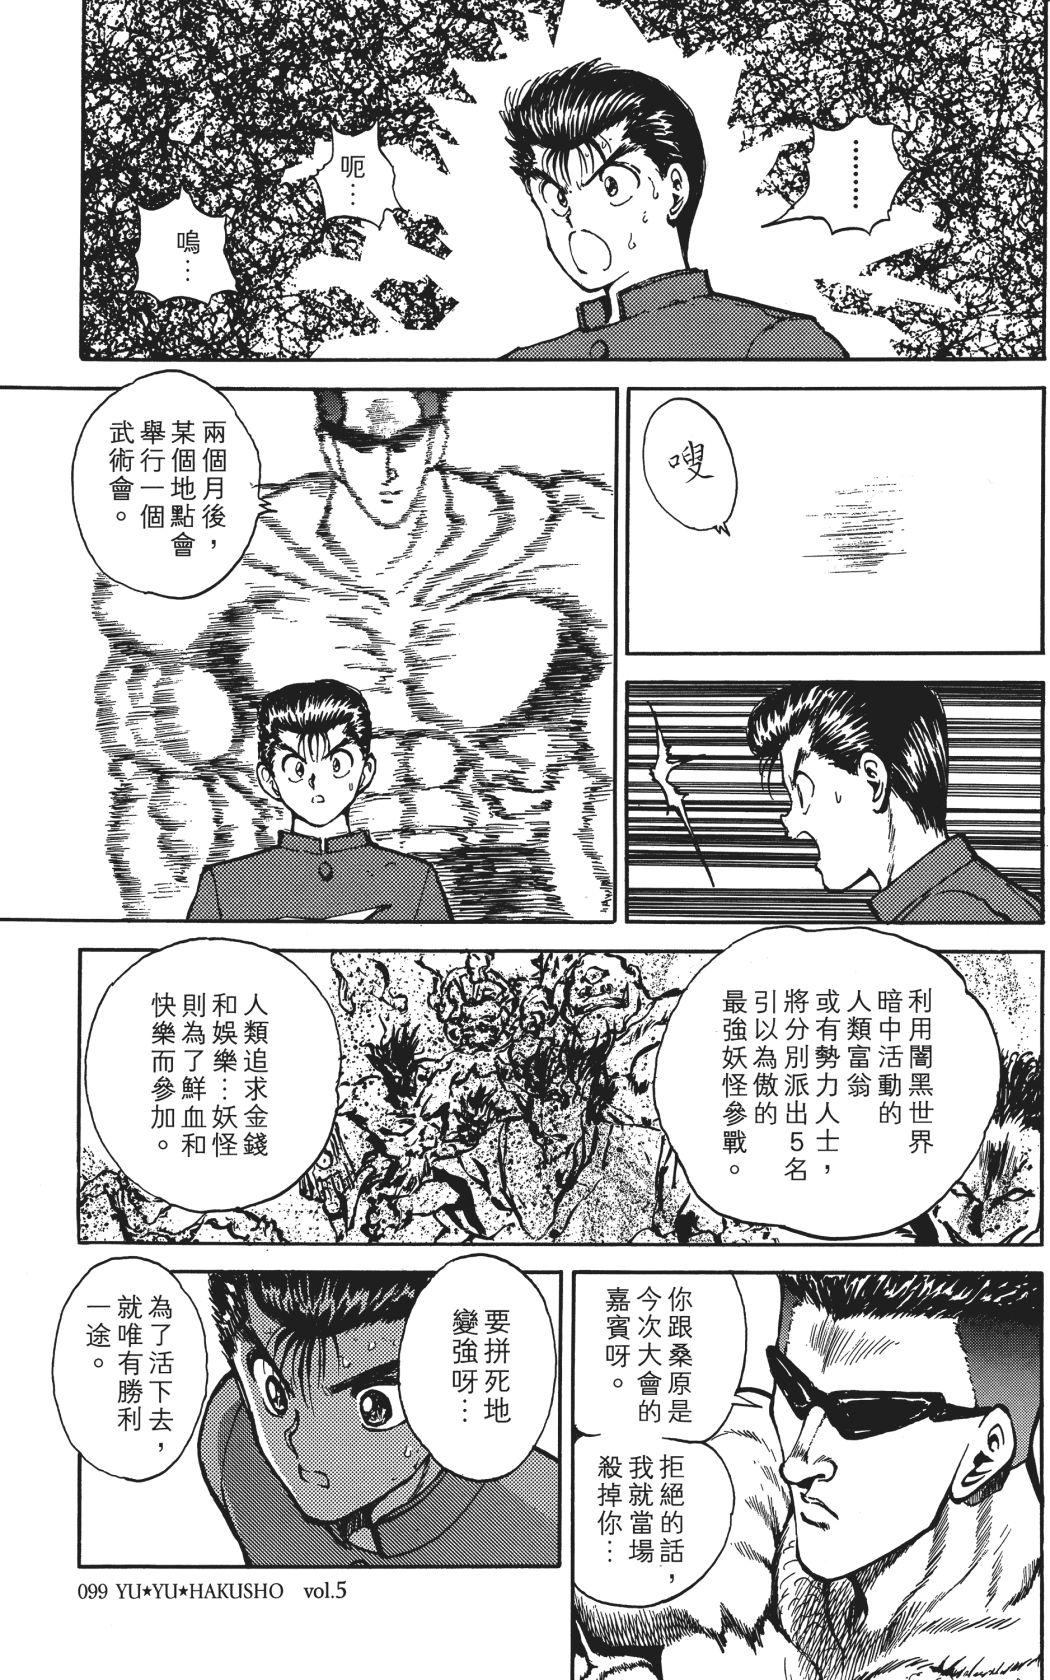 ⋯⋯⋯
呃⋯
嗚⋯
嗖
兩個月後，
某個地點會
舉行一個
武術會。
利用闇黑世界
暗中活動的
人類富翁
或有勢力人士，
將分別派出5名
引以為傲的
最強妖怪參戰。
人類追求金錢
和娛樂⋯妖怪
則為了鮮血和
快樂而參加。
你跟桑原是
今次大會的
嘉賓呀。
拒絕的話，
我就當場
殺掉你⋯
要拼死地
變強呀⋯
為了活下去，
就唯有勝利
一途。
099 YU★YU★HAKUSHO vol.5